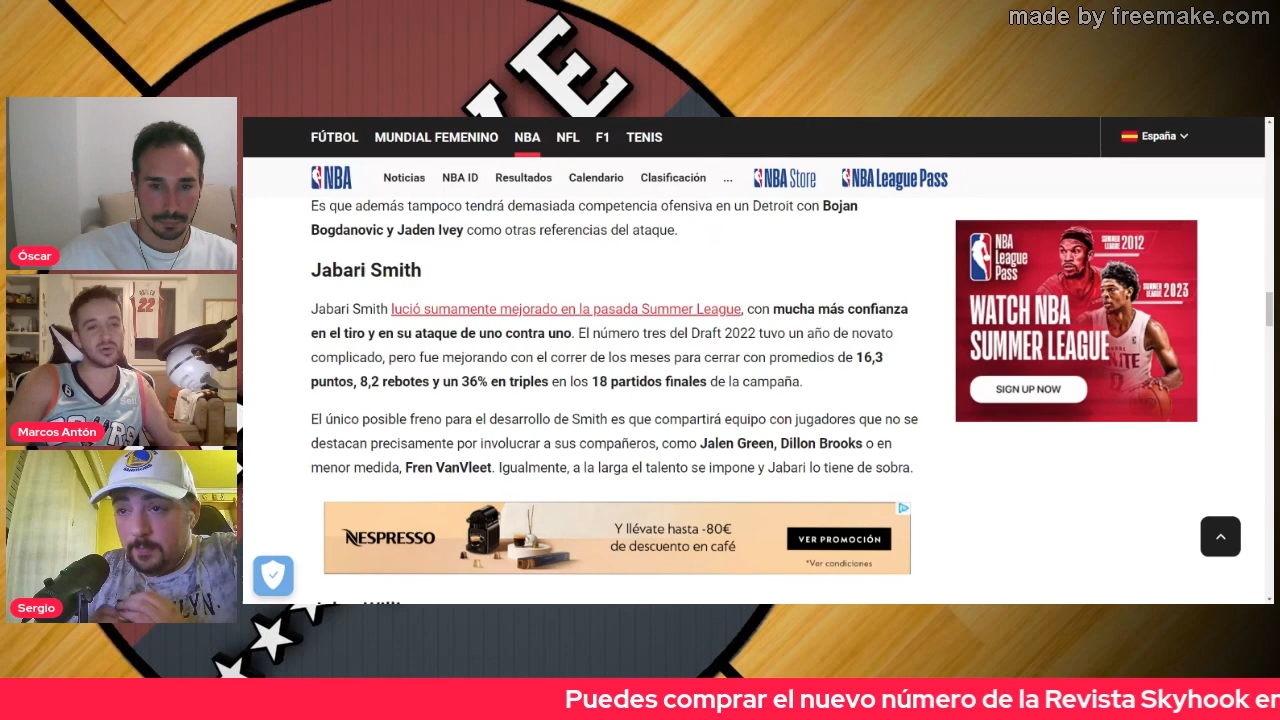 made by freemake.com
FÚTBOL MUNDIAL FEMENINO NBA NFL F1 TENIS
España
NBA Noticias NBA ID Resultados Calendario Clasificación ... NBA Store NBA League Pass
Es que además tampoco tendrá demasiada competencia ofensiva en un Detroit con Bojan
Bogdanovic y Jaden Ivey como otras referencias del ataque.
Jabari Smith
Jabari Smith lució sumamente mejorado en la pasada Summer League, con mucha más confianza
en el tiro y en su ataque de uno contra uno. El número tres del Draft 2022 tuvo un año de novato
complicado, pero fue mejorando con el correr de los meses para cerrar con promedios de 16,3
puntos, 8,2 rebotes y un 36% en triples en los 18 partidos finales de la campaña.
El único posible freno para el desarrollo de Smith es que compartirá equipo con jugadores que no se
destacan precisamente por involucrar a sus compañeros, como Jalen Green, Dillon Brooks o en
menor medida, Fren VanVleet. Igualmente, a la larga el talento se impone y Jabari lo tiene de sobra.
NBA
League
Pass
SUMMER
LEAGUE 2012
SUMMER
LEAGUE 2023
WATCH NBA
SUMMER LEAGUE
SIGN UP NOW
NESPRESSO
Y llévate hasta -80€
de descuento en café
VER PROMOCIÓN
*Ver condiciones
Óscar
22
Marcos Antón
Sergio
Puedes comprar el nuevo número de la Revista Skyhook en